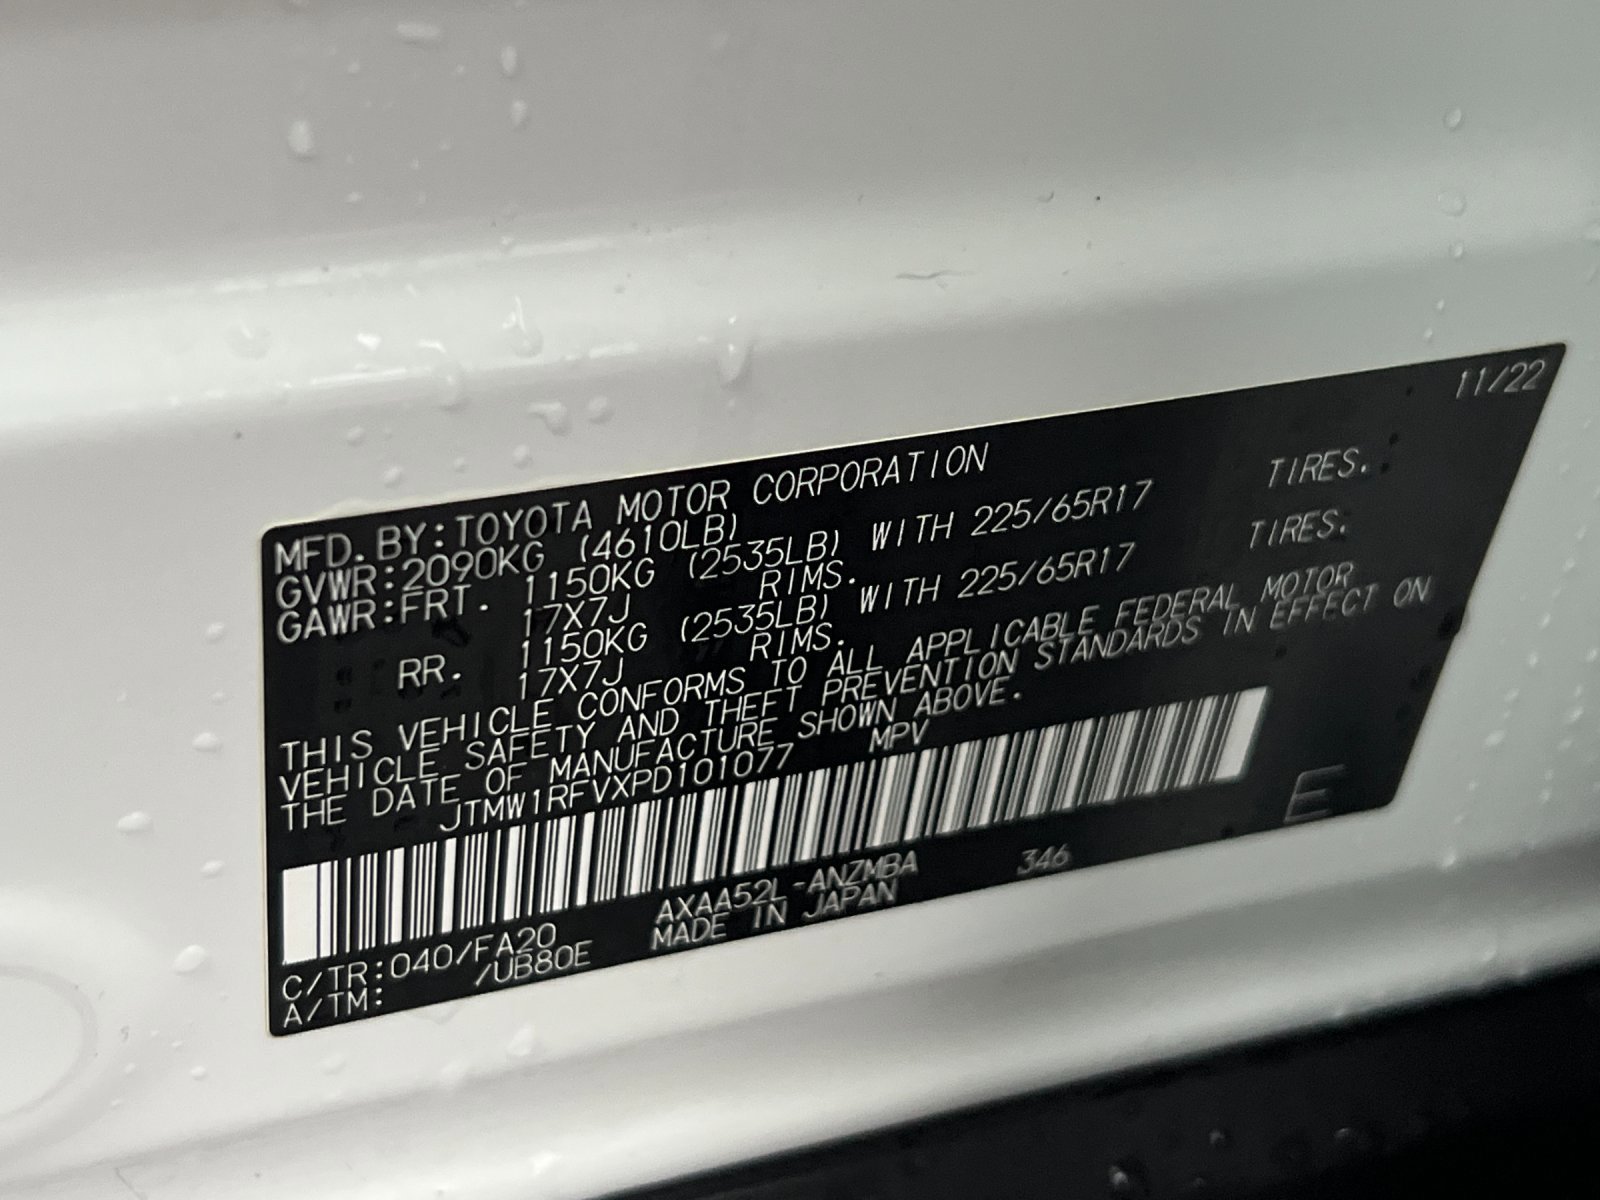 11/22
MFD. BY:TOYOTA MOTOR CORPORATION
GVWR:2090KG (4610LB)
GAWR:FRT. 1150KG (2535LB) WITH 225/65R17 TIRES.
17X7J RIMS.
RR. 1150KG (2535LB) WITH 225/65R17 TIRES.
17X7J RIMS.
THIS VEHICLE CONFORMS TO ALL APPLICABLE FEDERAL MOTOR
VEHICLE SAFETY AND THEFT PREVENTION STANDARDS IN EFFECT ON
THE DATE OF MANUFACTURE SHOWN ABOVE.
JTMW1RFVXPD101077 MPV
E
C/TR:040/FA20 AXAA52L-ANZMBA 346
A/TM: /UB80E MADE IN JAPAN